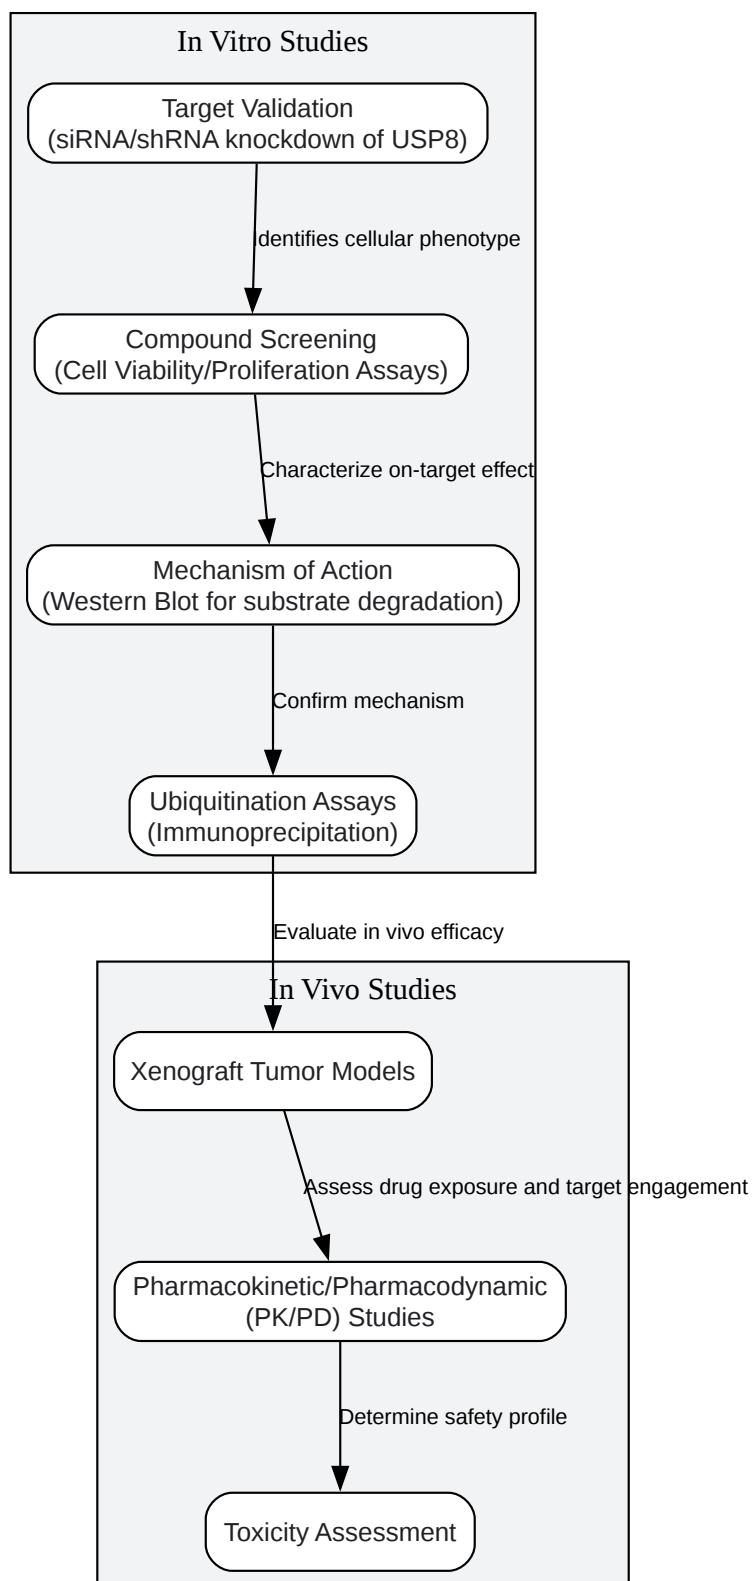 In Vitro Studies
Target Validation
(siRNA/shRNA knockdown of USP8)
Identifies cellular phenotype
Compound Screening
(Cell Viability/Proliferation Assays)
Characterize on-target effect
Mechanism of Action
(Western Blot for substrate degradation)
Confirm mechanism
Ubiquitination Assays
(Immunoprecipitation)
Evaluate in vivo efficacy
In Vivo Studies
Xenograft Tumor Models
Assess drug exposure and target engagement
Pharmacokinetic/Pharmacodynamic
(PK/PD) Studies
Determine safety profile
Toxicity Assessment